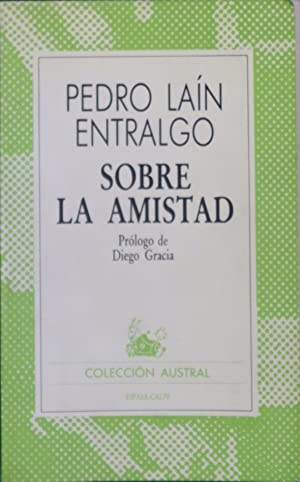 PEDRO LAÍN
ENTRALGO
SOBRE
LA AMISTAD
Prólogo de
Diego Gracia
COLECCIÓN AUSTRAL
ESPASA-CALPE